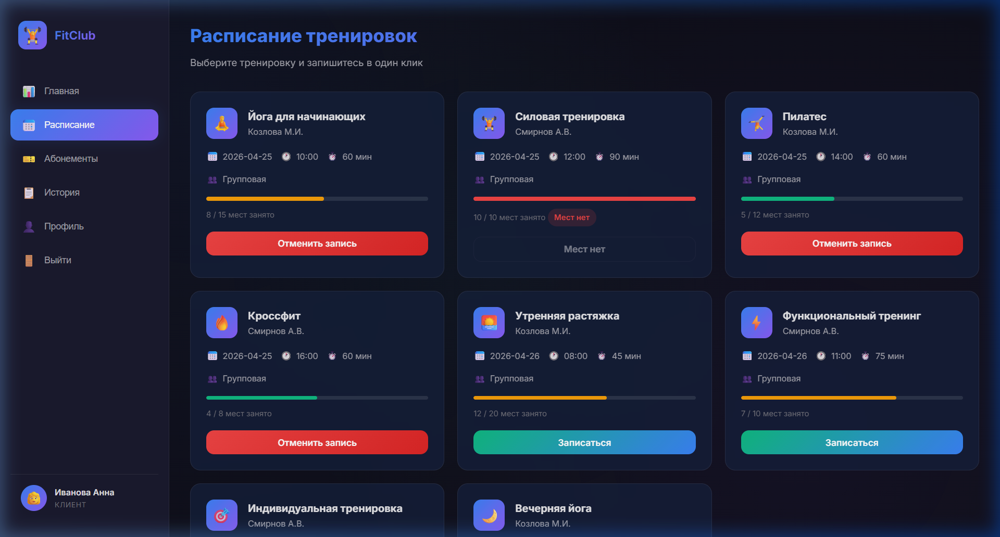 FitClub
Главная
Расписание
Абонементы
История
Профиль
Выйти
Иванова Анна
КЛИЕНТ
Расписание тренировок
Выберите тренировку и запишитесь в один клик
Йога для начинающих
Козлова М.И.
2026-04-25 10:00 60 мин
Групповая
8 / 15 мест занято
Отменить запись
Силовая тренировка
Смирнов А.В.
2026-04-25 12:00 90 мин
Групповая
10 / 10 мест занято Мест нет
Мест нет
Пилатес
Козлова М.И.
2026-04-25 14:00 60 мин
Групповая
5 / 12 мест занято
Отменить запись
Кроссфит
Смирнов А.В.
2026-04-25 16:00 60 мин
Групповая
4 / 8 мест занято
Отменить запись
Утренняя растяжка
Козлова М.И.
2026-04-26 08:00 45 мин
Групповая
12 / 20 мест занято
Записаться
Функциональный тренинг
Смирнов А.В.
2026-04-26 11:00 75 мин
Групповая
7 / 10 мест занято
Записаться
Индивидуальная тренировка
Смирнов А.В.
Вечерняя йога
Козлова М.И.